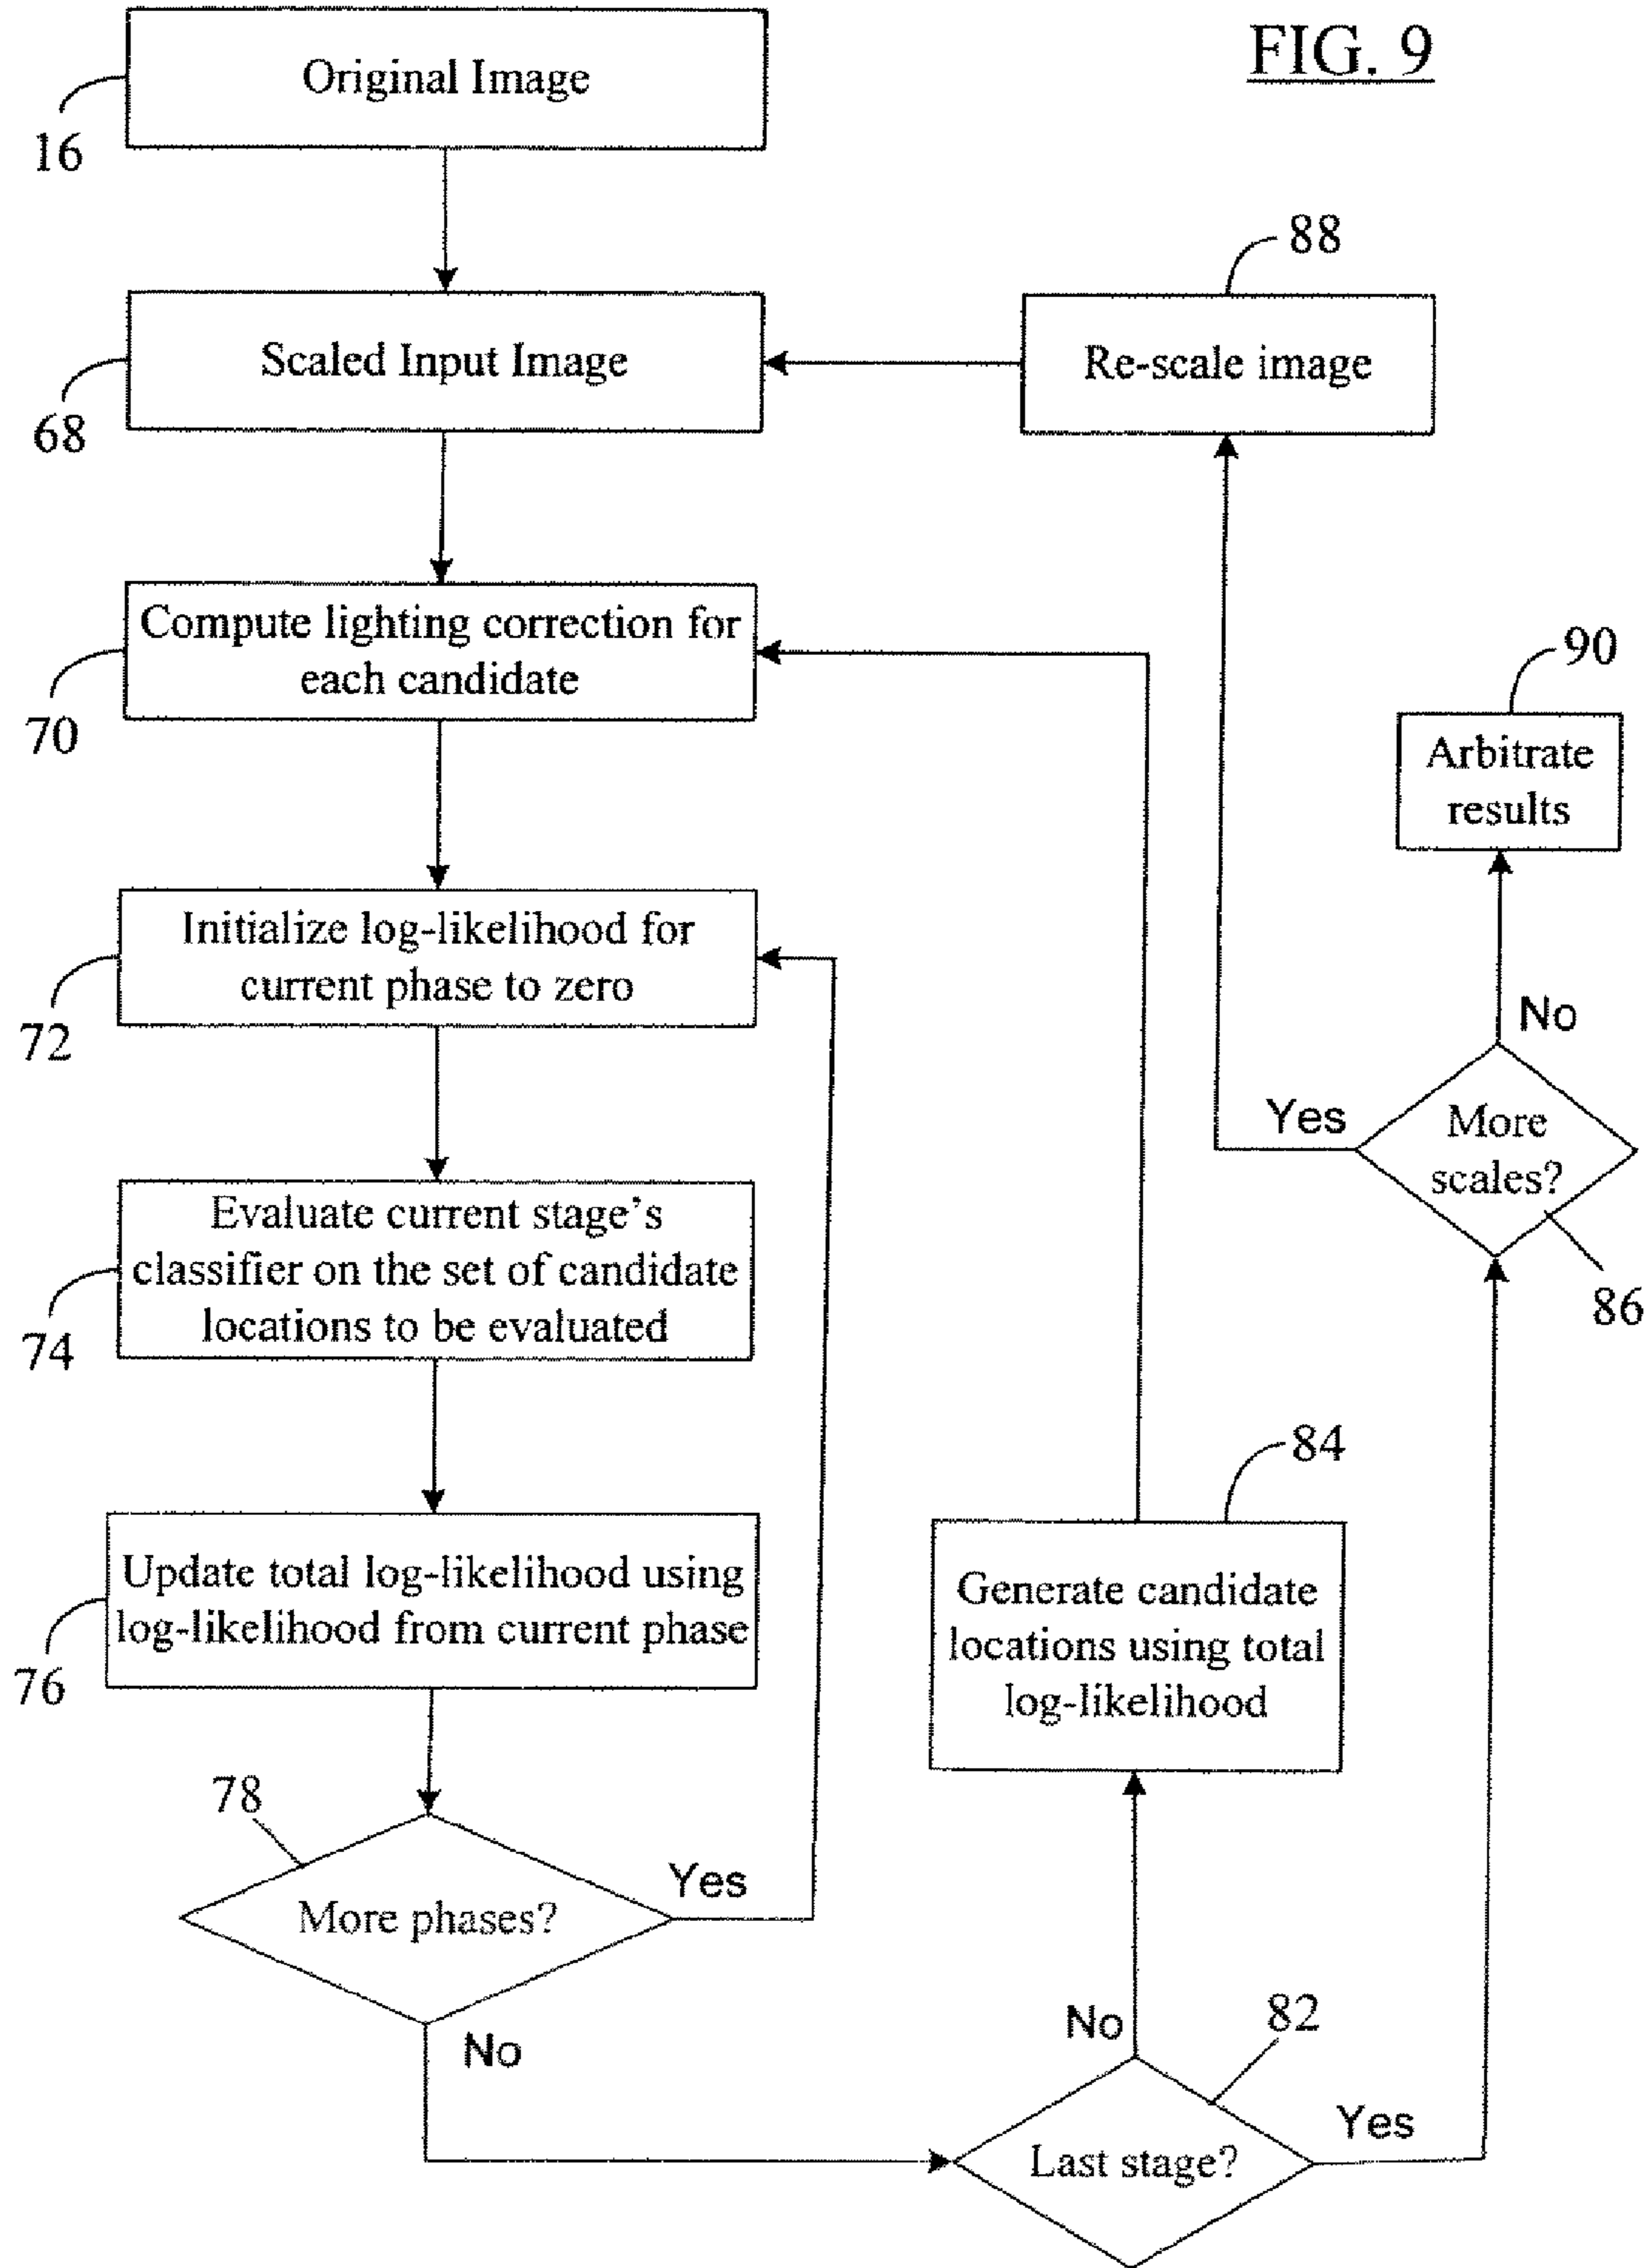 FIG. 9
Original Image
16
88
Scaled Input Image
Re-scale image
68
Compute lighting correction for
each candidate
70
90
Arbitrate
results
Initialize log-likelihood for
current phase to zero
72
No
Yes
More
scales?
86
Evaluate current stage's
classifier on the set of candidate
locations to be evaluated
74
84
Update total log-likelihood using
log-likelihood from current phase
76
Generate candidate
locations using total
log-likelihood
78
Yes
More phases?
No
No
82
Yes
Last stage?